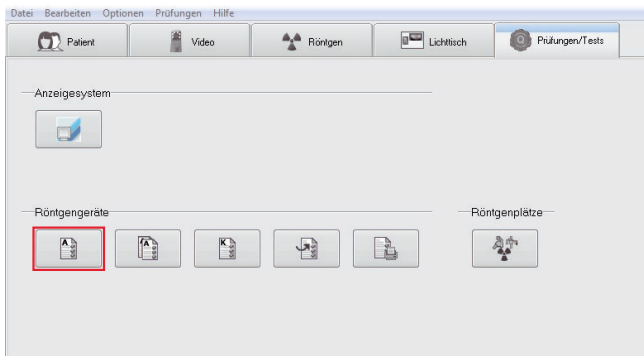 Datei Bearbeiten Optionen Prüfungen Hilfe
Patient Video Röntgen Lichttisch Prüfungen/Tests
Anzeigesystem
Röntgengeräte Röntgenplätze
A A K